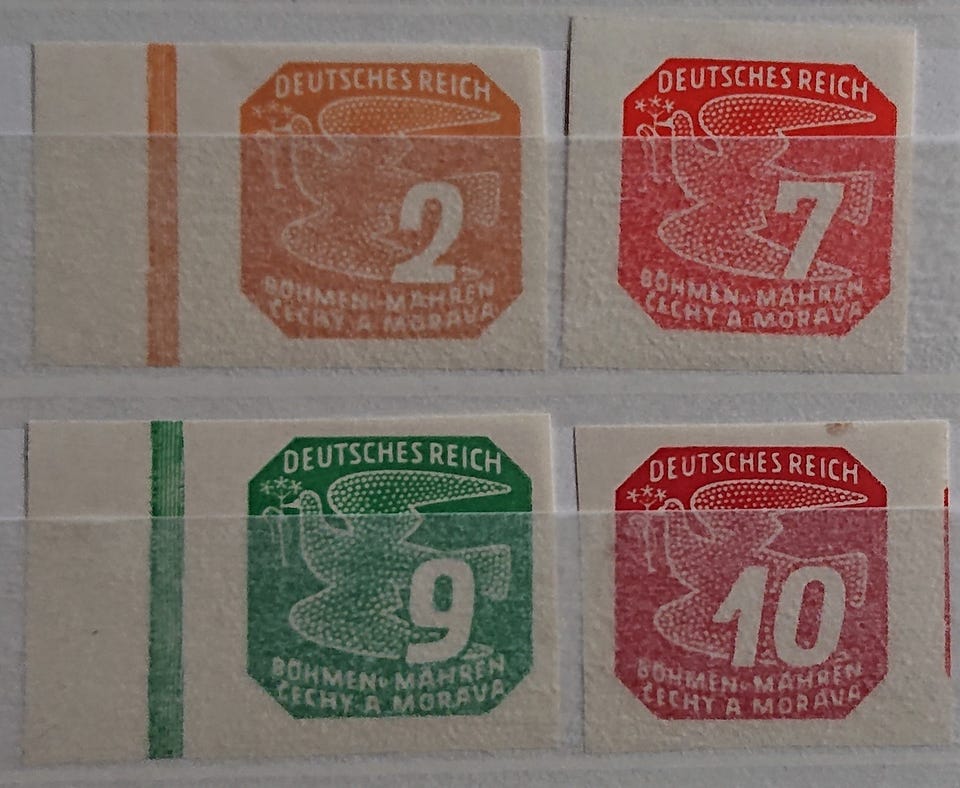 DEUTSCHES REICH
2
BÖHMEN u. MÄHREN
ČECHY A MORAVA
DEUTSCHES REICH
7
BÖHMEN u. MÄHREN
ČECHY A MORAVA
DEUTSCHES REICH
9
BÖHMEN u. MÄHREN
ČECHY A MORAVA
DEUTSCHES REICH
10
BÖHMEN u. MÄHREN
ČECHY A MORAVA